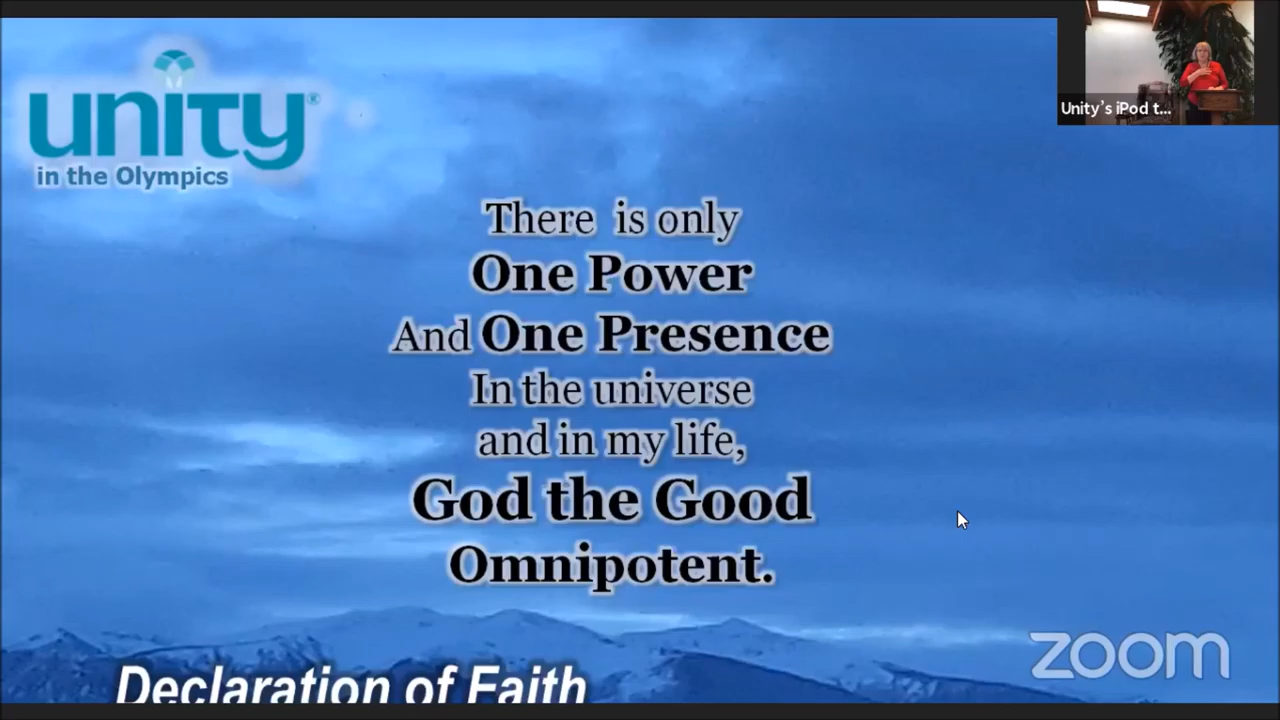 unity®
in the Olympics
Unity's iPod t...
There is only
One Power
And One Presence
In the universe
and in my life,
God the Good
Omnipotent.
zoom
Declaration of Faith